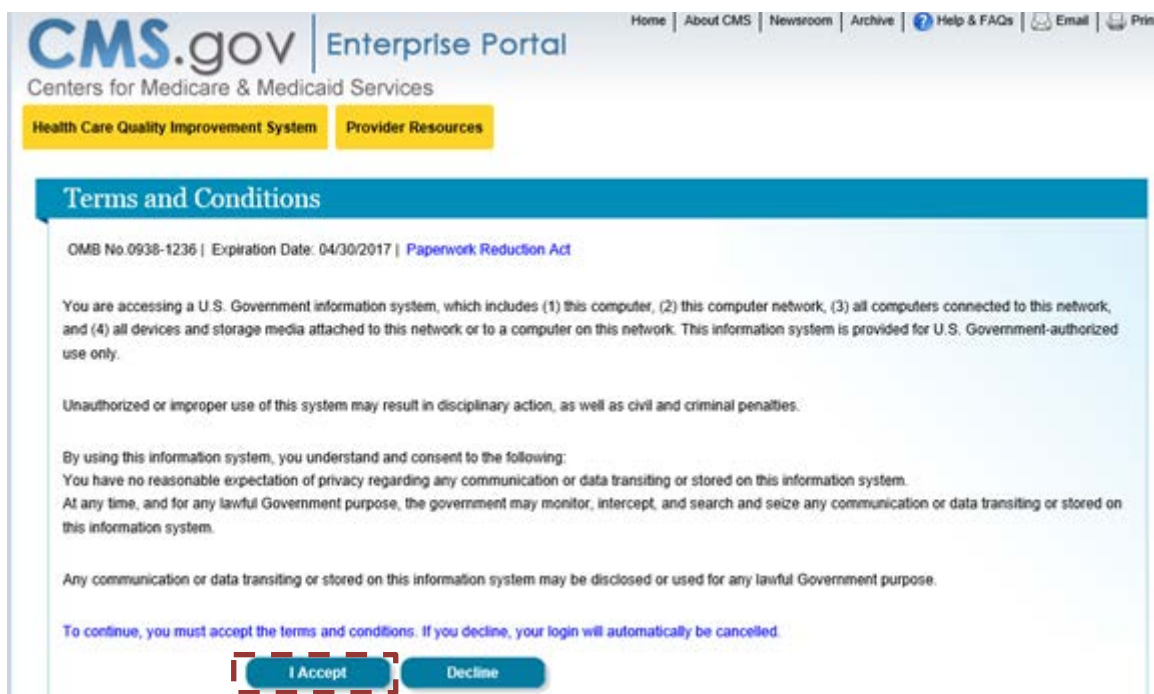 Home | About CMS | Newsroom | Archive | Help & FAQs | Email |
CMS.gov | Enterprise Portal
Centers for Medicare & Medicaid Services
Health Care Quality Improvement System Provider Resources
Terms and Conditions
OMB No.0938-1236 | Expiration Date: 04/30/2017 | Paperwork Reduction Act
You are accessing a U.S. Government information system, which includes (1) this computer, (2) this computer network, (3) all computers connected to this network,
and (4) all devices and storage media attached to this network or to a computer on this network. This information system is provided for U.S. Government-authorized
use only.
Unauthorized or improper use of this system may result in disciplinary action, as well as civil and criminal penalties.
By using this information system, you understand and consent to the following:
You have no reasonable expectation of privacy regarding any communication or data transiting or stored on this information system.
At any time, and for any lawful Government purpose, the government may monitor, intercept, and search and seize any communication or data transiting or stored on
this information system.
Any communication or data transiting or stored on this information system may be disclosed or used for any lawful Government purpose.
To continue, you must accept the terms and conditions. If you decline, your login will automatically be cancelled.
I Accept Decline